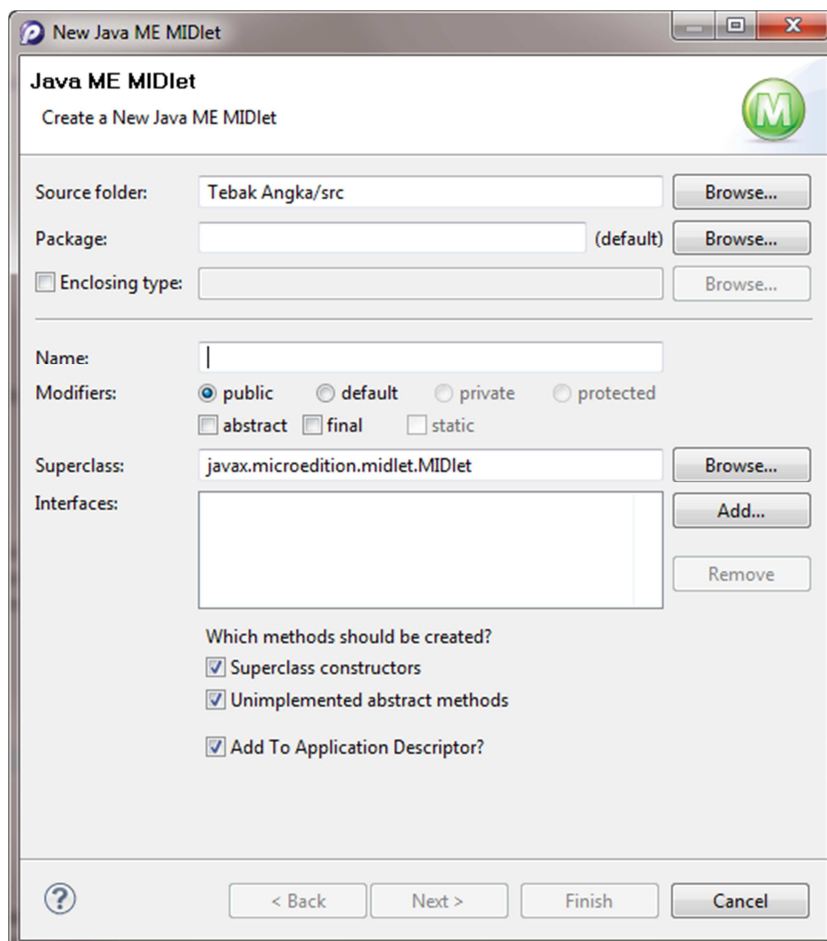 New Java ME MIDlet
Java ME MIDlet
Create a New Java ME MIDlet
M
Source folder: Tebak Angka/src Browse...
Package: (default) Browse...
Enclosing type: Browse...
Name:
Modifiers: public default private protected
abstract final static
Superclass: javax.microedition.midlet.MIDlet Browse...
Interfaces: Add...
Remove
Which methods should be created?
Superclass constructors
Unimplemented abstract methods
Add To Application Descriptor?
? < Back Next > Finish Cancel